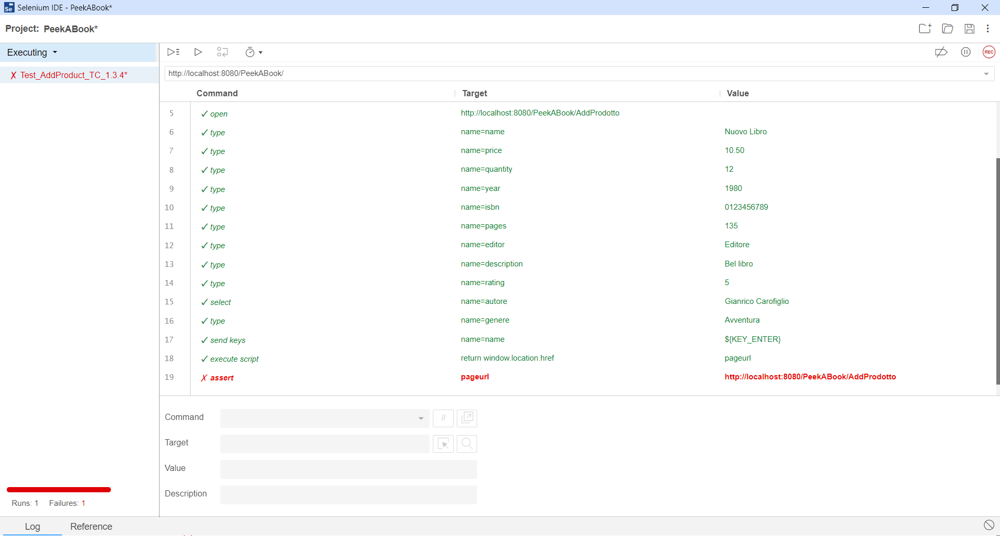 Selenium IDE - PeekABook*
Project: PeekABook*
Executing
✗ Test_AddProduct_TC_1.3.4*
REC
http://localhost:8080/PeekABook/
Command Target Value
5 ✓ open http://localhost:8080/PeekABook/AddProdotto
6 ✓ type name=name Nuovo Libro
7 ✓ type name=price 10.50
8 ✓ type name=quantity 12
9 ✓ type name=year 1980
10 ✓ type name=isbn 0123456789
11 ✓ type name=pages 135
12 ✓ type name=editor Editore
13 ✓ type name=description Bel libro
14 ✓ type name=rating 5
15 ✓ select name=autore Gianrico Carofiglio
16 ✓ type name=genere Avventura
17 ✓ send keys name=name ${KEY_ENTER}
18 ✓ execute script return window.location.href pageurl
19 ✗ assert pageurl http://localhost:8080/PeekABook/AddProdotto
Command //
Target
Value
Description
Runs: 1 Failures: 1
Log Reference